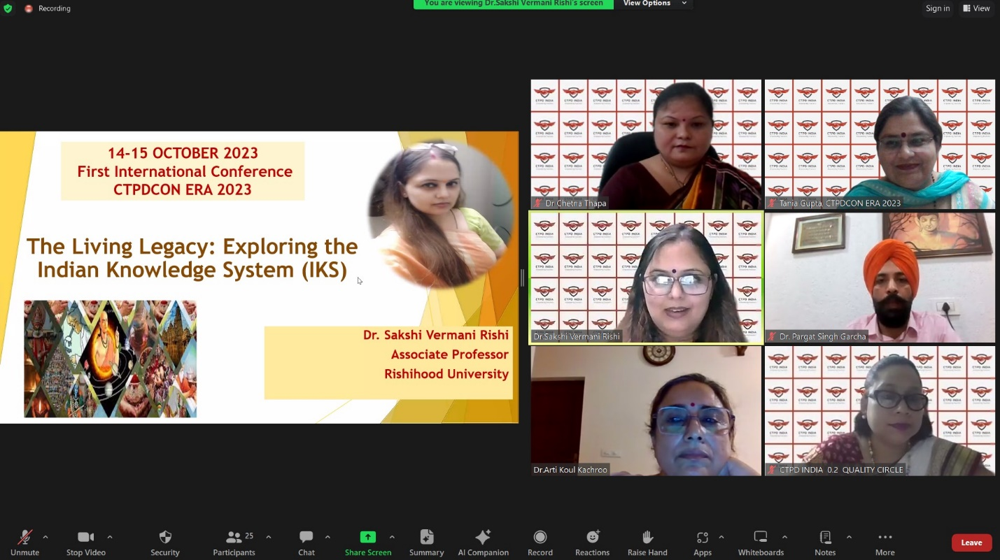 Recording
You are viewing Dr.Sakshi Vermani Rishi's screen
View Options
Sign in
View
14-15 OCTOBER 2023
First International Conference
CTPDCON ERA 2023
The Living Legacy: Exploring the
Indian Knowledge System (IKS)
Dr. Sakshi Vermani Rishi
Associate Professor
Rishihood University
CTPD INDIA
Dr Chetna Thapa
Tania Gupta, CTPDCON ERA 2023
Dr.Sakshi Vermani Rishi
Dr. Pargat Singh Garcha
Dr.Arti Koul Kachroo
CTPD INDIA 0.2 QUALITY CIRCLE
Unmute
Stop Video
Security
Participants
25
Chat
Share Screen
Summary
AI Companion
Record
Reactions
Raise Hand
Apps
Whiteboards
Notes
More
Leave